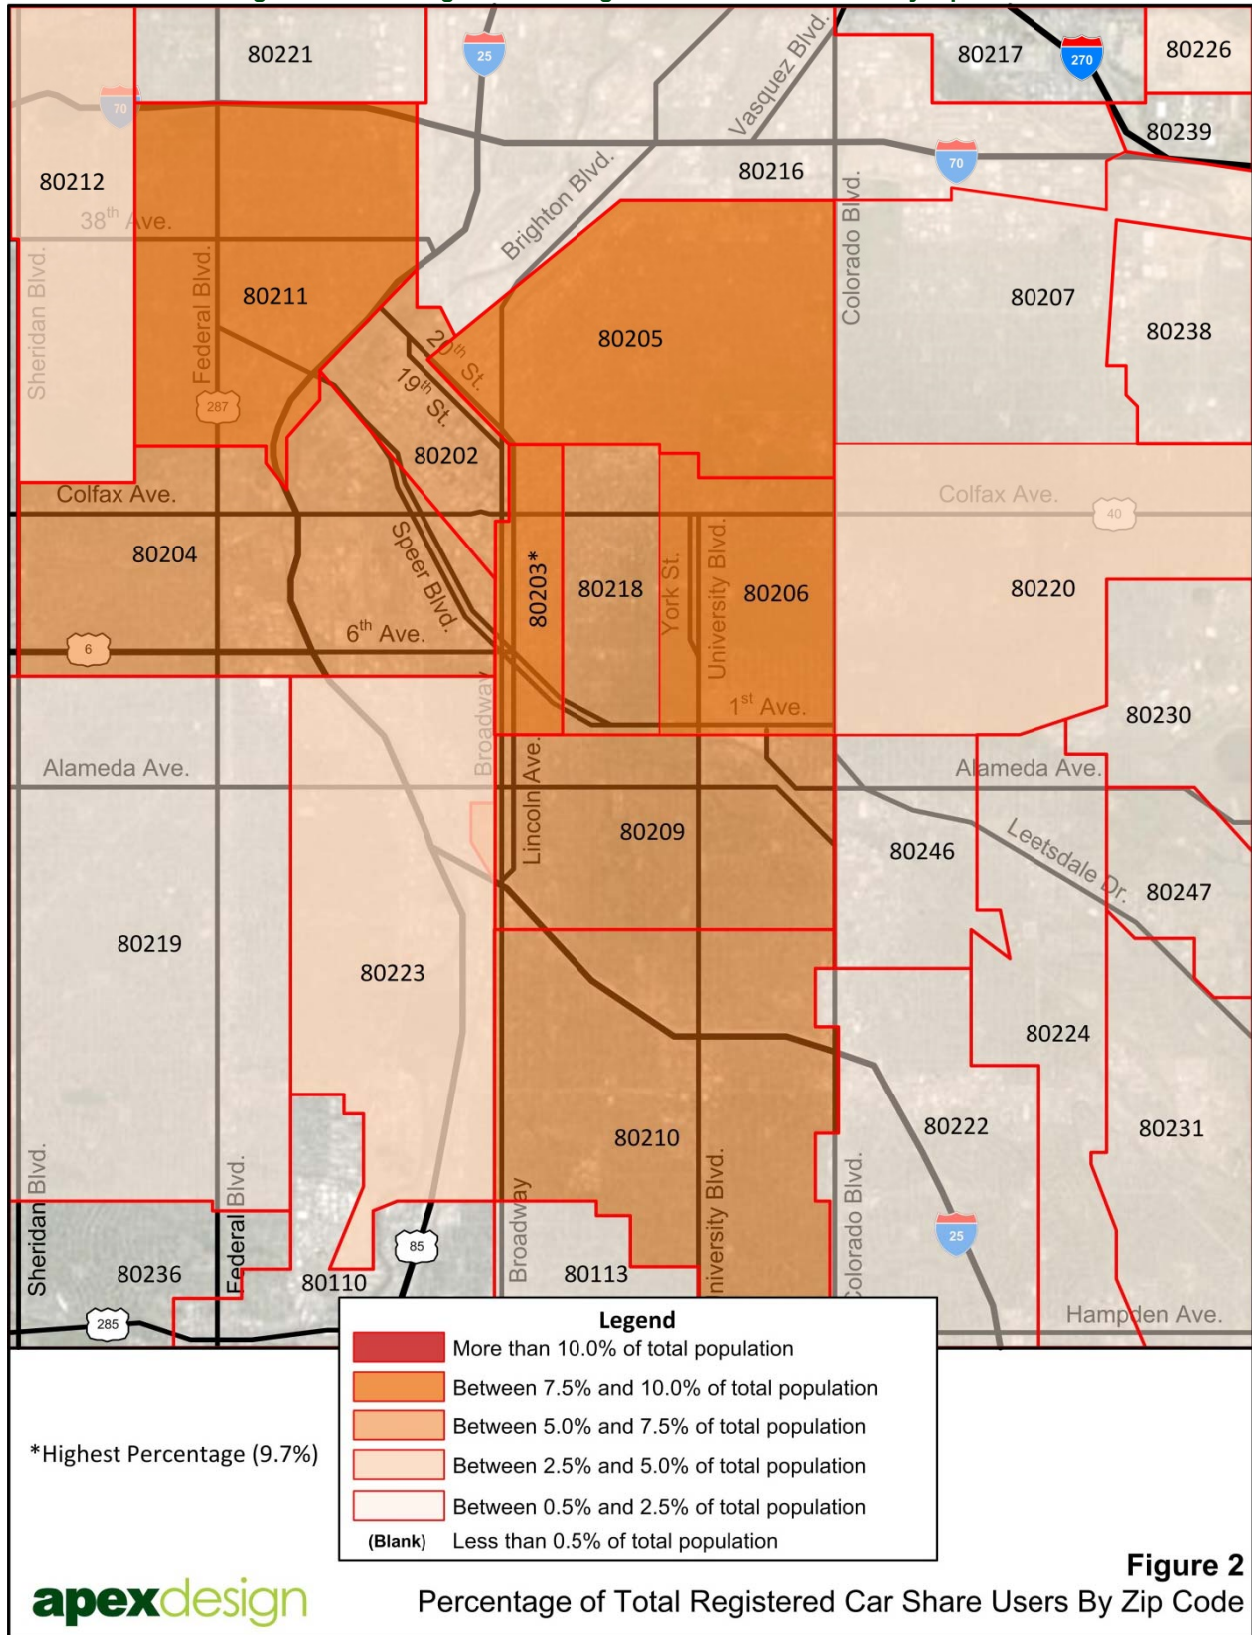 80221
25
Vasquez Blvd.
80217
270
80226
70
80239
80212
Brighton Blvd.
80216
70
38th Ave.
Sheridan Blvd.
Federal Blvd.
80211
Colorado Blvd.
80207
80238
80205
20th St.
19th St.
287
80202
Colfax Ave.
Colfax Ave.
40
80204
Speer Blvd.
80203*
80218
York St.
University Blvd.
80206
80220
6th Ave.
6
1st Ave.
80230
Broadway
Alameda Ave.
Alameda Ave.
Lincoln Ave.
80209
80246
Leetsdale Dr.
80247
80219
80223
80224
80210
80222
80231
Sheridan Blvd.
Federal Blvd.
Broadway
University Blvd.
Colorado Blvd.
85
25
80236
80110
80113
285
Hampden Ave.
Legend
More than 10.0% of total population
Between 7.5% and 10.0% of total population
Between 5.0% and 7.5% of total population
Between 2.5% and 5.0% of total population
Between 0.5% and 2.5% of total population
(Blank) Less than 0.5% of total population
*Highest Percentage (9.7%)
Figure 2
apexdesign
Percentage of Total Registered Car Share Users By Zip Code